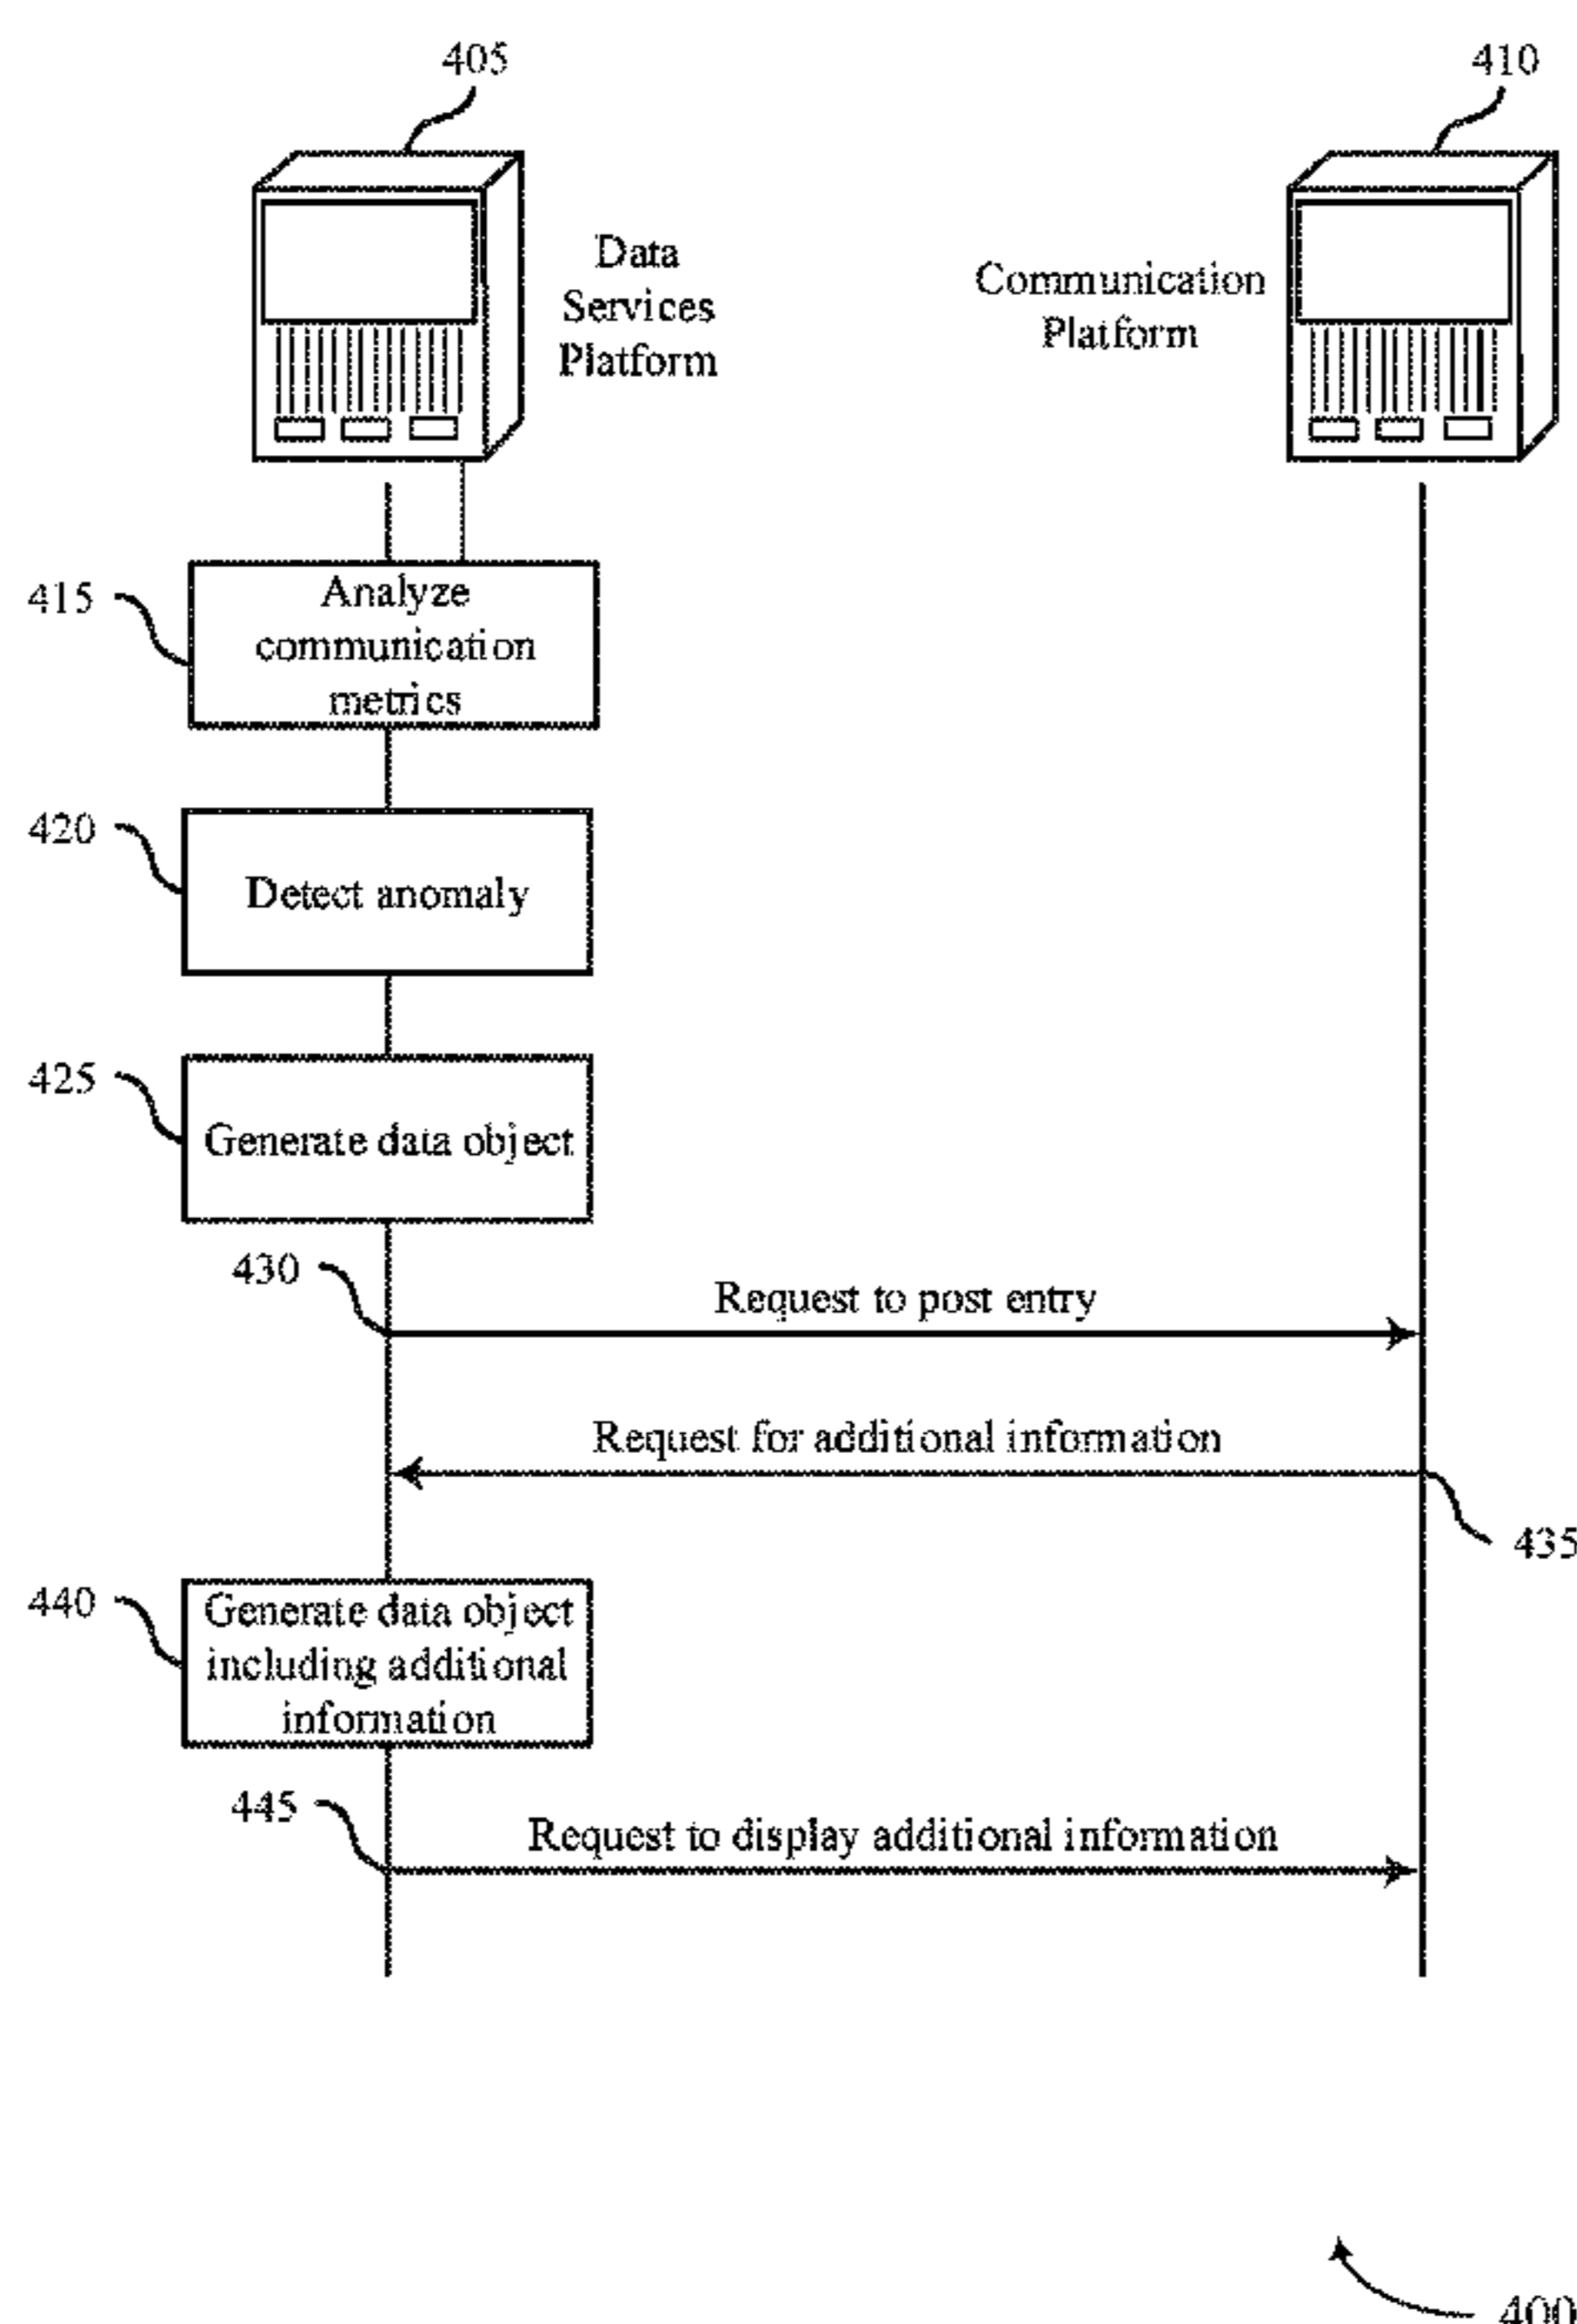 405
410
Data
Services
Platform
Communication
Platform
415
Analyze
communication
metrics
420
Detect anomaly
425
Generate data object
430
Request to post entry
Request for additional information
435
440
Generate data object
including additional
information
445
Request to display additional information
400